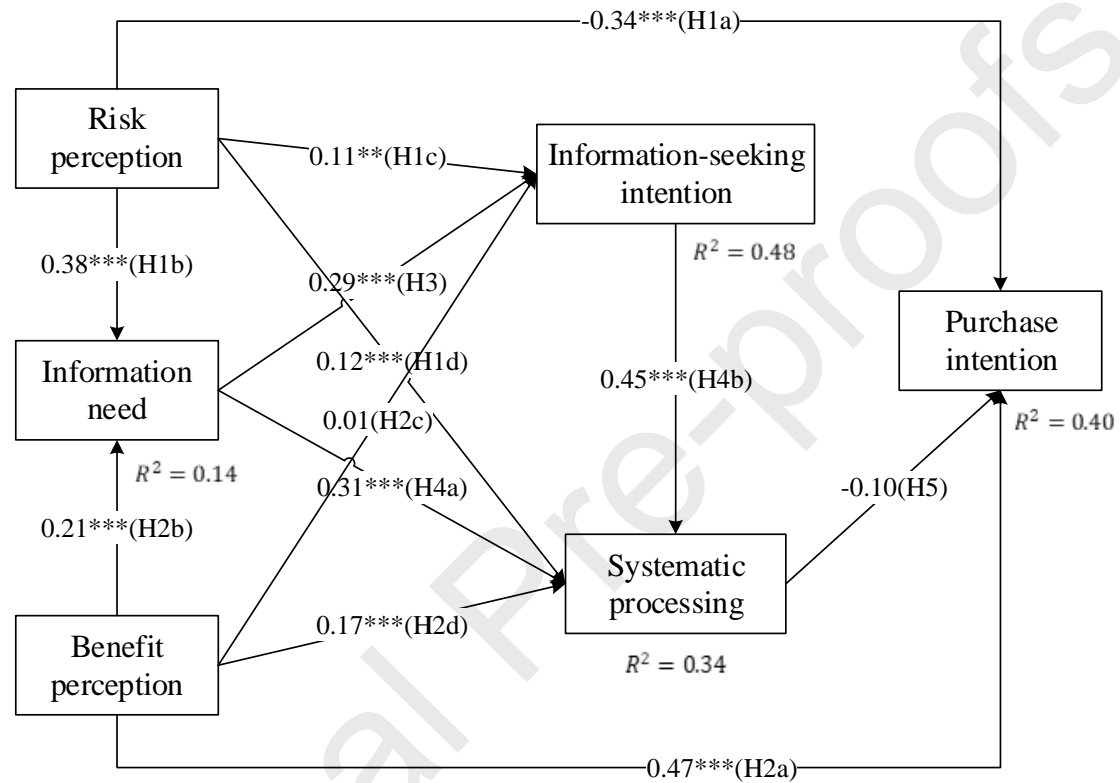 -0.34***(H1a)
Risk
perception
0.11**(H1c)
Information-seeking
intention
R² = 0.48
0.38***(H1b)
0.29***(H3)
Purchase
intention
R² = 0.40
Information
need
R² = 0.14
0.12***(H1d)
0.45***(H4b)
0.01(H2c)
0.31***(H4a)
-0.10(H5)
0.21***(H2b)
Systematic
processing
R² = 0.34
0.17***(H2d)
Benefit
perception
0.47***(H2a)
al Pre-proofs